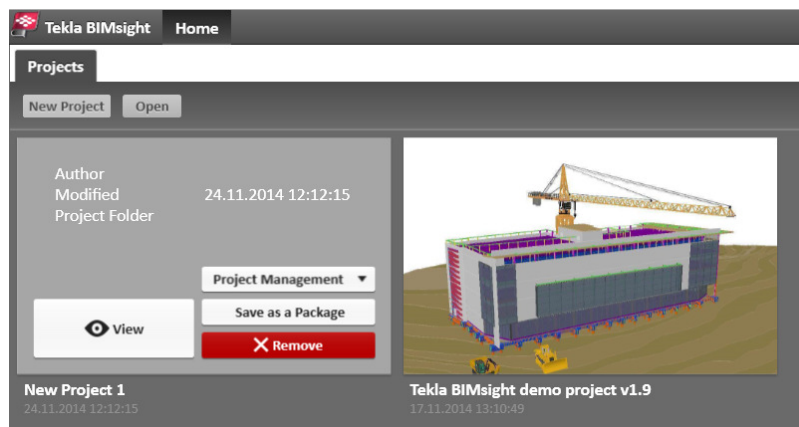 Tekla BIMsight Home
Projects
New Project Open
Author
Modified 24.11.2014 12:12:15
Project Folder
Project Management
Save as a Package
View
Remove
New Project 1
24.11.2014 12:12:15
Tekla BIMsight demo project v1.9
17.11.2014 13:10:49